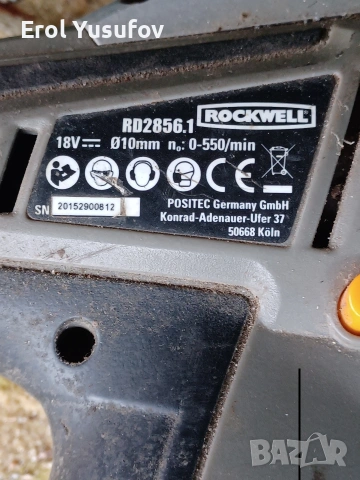 Erol Yusufov
RD2856.1 ROCKWELL®
18V⎓ Ø10mm n₀: 0-550/min
CE
SN 20152900812
POSITEC Germany GmbH
Konrad-Adenauer-Ufer 37
50668 Köln
BAZAR